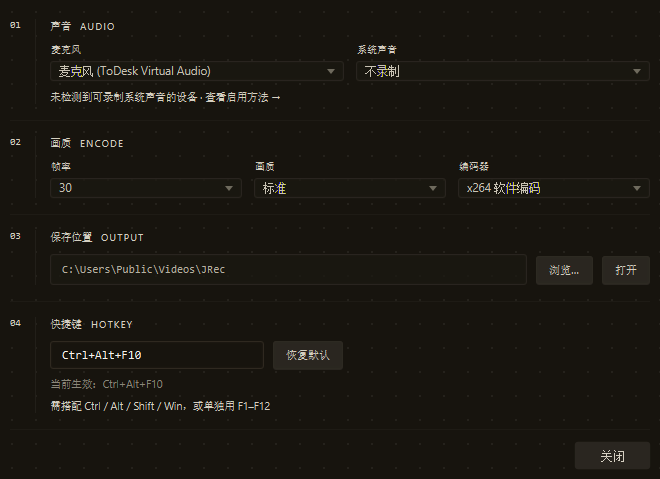 01 声音 AUDIO
麦克风 系统声音
麦克风 (ToDesk Virtual Audio) 不录制
未检测到可录制系统声音的设备 · 查看启用方法 →
02 画质 ENCODE
帧率 画质 编码器
30 标准 x264 软件编码
03 保存位置 OUTPUT
C:\Users\Public\Videos\JRec 浏览... 打开
04 快捷键 HOTKEY
Ctrl+Alt+F10 恢复默认
当前生效: Ctrl+Alt+F10
需搭配 Ctrl / Alt / Shift / Win，或单独用 F1–F12
关闭